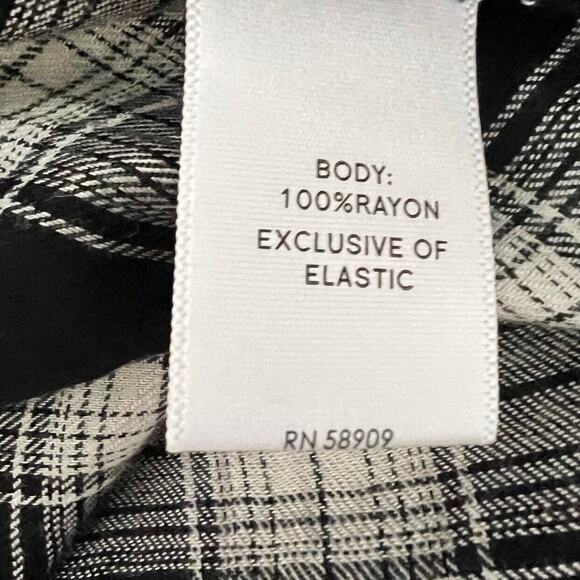 BODY:
100%RAYON
EXCLUSIVE OF
ELASTIC
RN 58909